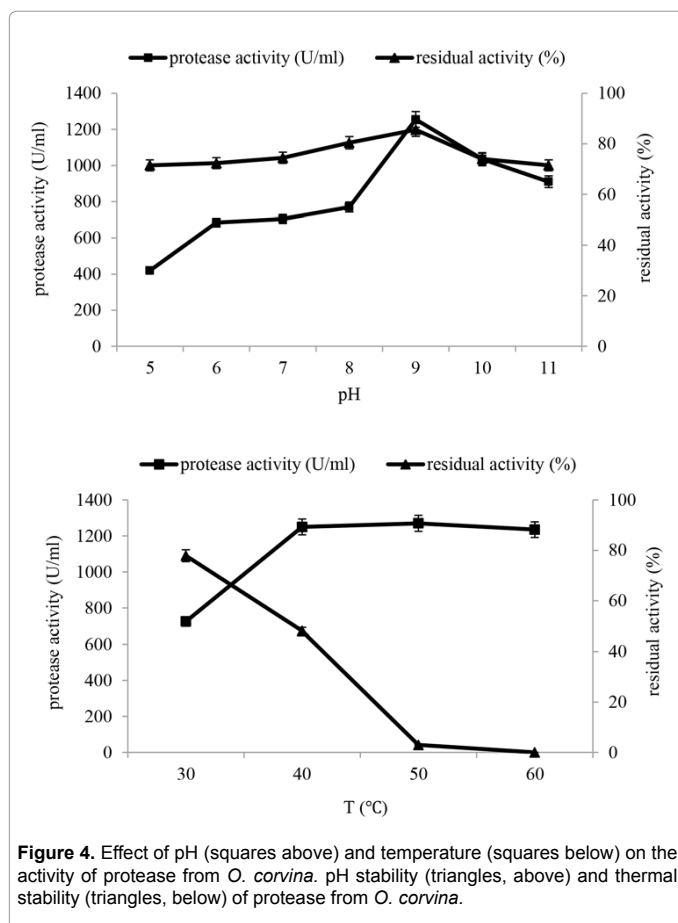 protease activity (U/ml) residual activity (%)
1400 100
1200 80
1000
800 60
600 40
400
200 20
0 0
protease activity (U/ml)
residual activity (%)
5 6 7 8 9 10 11
pH
protease activity (U/ml) residual activity (%)
1400 100
1200 80
1000
800 60
600 40
400
200 20
0 0
protease activity (U/ml)
residual activity (%)
30 40 50 60
T (℃)
Figure 4. Effect of pH (squares above) and temperature (squares below) on the
activity of protease from O. corvina. pH stability (triangles, above) and thermal
stability (triangles, below) of protease from O. corvina.